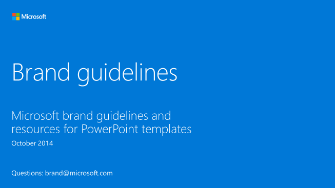 Microsoft
Brand guidelines
Microsoft brand guidelines and
resources for PowerPoint templates
October 2014
Questions: brand@microsoft.com